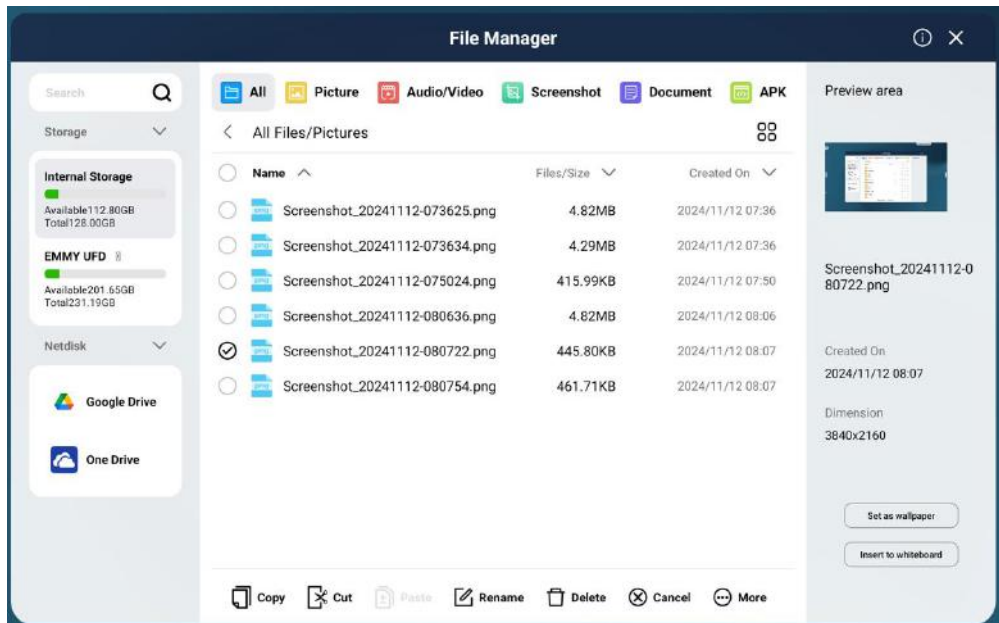 File Manager
Search
Storage
Internal Storage
Available112.80GB
Total128.00GB
EMMY UFD
Available201.65GB
Total231.19GB
Netdisk
Google Drive
One Drive
All Picture Audio/Video Screenshot Document APK
All Files/Pictures
Name Files/Size Created On
Screenshot_20241112-073625.png 4.82MB 2024/11/12 07:36
Screenshot_20241112-073634.png 4.29MB 2024/11/12 07:36
Screenshot_20241112-075024.png 415.99KB 2024/11/12 07:50
Screenshot_20241112-080636.png 4.82MB 2024/11/12 08:06
Screenshot_20241112-080722.png 445.80KB 2024/11/12 08:07
Screenshot_20241112-080754.png 461.71KB 2024/11/12 08:07
Copy Cut Paste Rename Delete Cancel More
Preview area
Screenshot_20241112-0
80722.png
Created On
2024/11/12 08:07
Dimension
3840x2160
Set as wallpaper
Insert to whiteboard